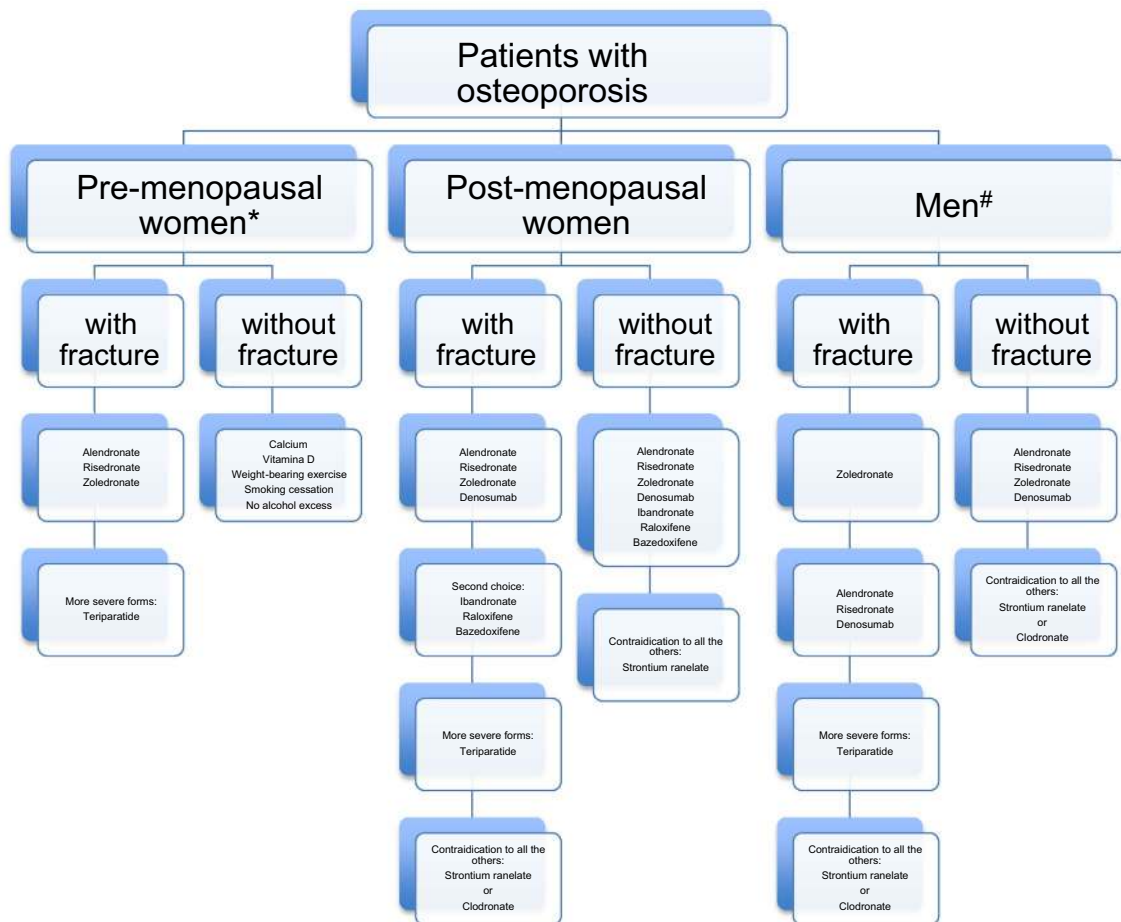 Patients with
osteoporosis
Pre-menopausal
women*
Post-menopausal
women
Men#
with
fracture
without
fracture
with
fracture
without
fracture
with
fracture
without
fracture
Alendronate
Risedronate
Zoledronate
Calcium
Vitamina D
Weight-bearing exercise
Smoking cessation
No alcohol excess
Alendronate
Risedronate
Zoledronate
Denosumab
Alendronate
Risedronate
Zoledronate
Denosumab
Ibandronate
Raloxifene
Bazedoxifene
Zoledronate
Alendronate
Risedronate
Zoledronate
Denosumab
More severe forms:
Teriparatide
Second choice:
Ibandronate
Raloxifene
Bazedoxifene
Contraidication to all the
others:
Strontium ranelate
Alendronate
Risedronate
Denosumab
Contraidication to all the
others:
Strontium ranelate
or
Clodronate
More severe forms:
Teriparatide
More severe forms:
Teriparatide
Contraidication to all the
others:
Strontium ranelate
or
Clodronate
Contraidication to all the
others:
Strontium ranelate
or
Clodronate